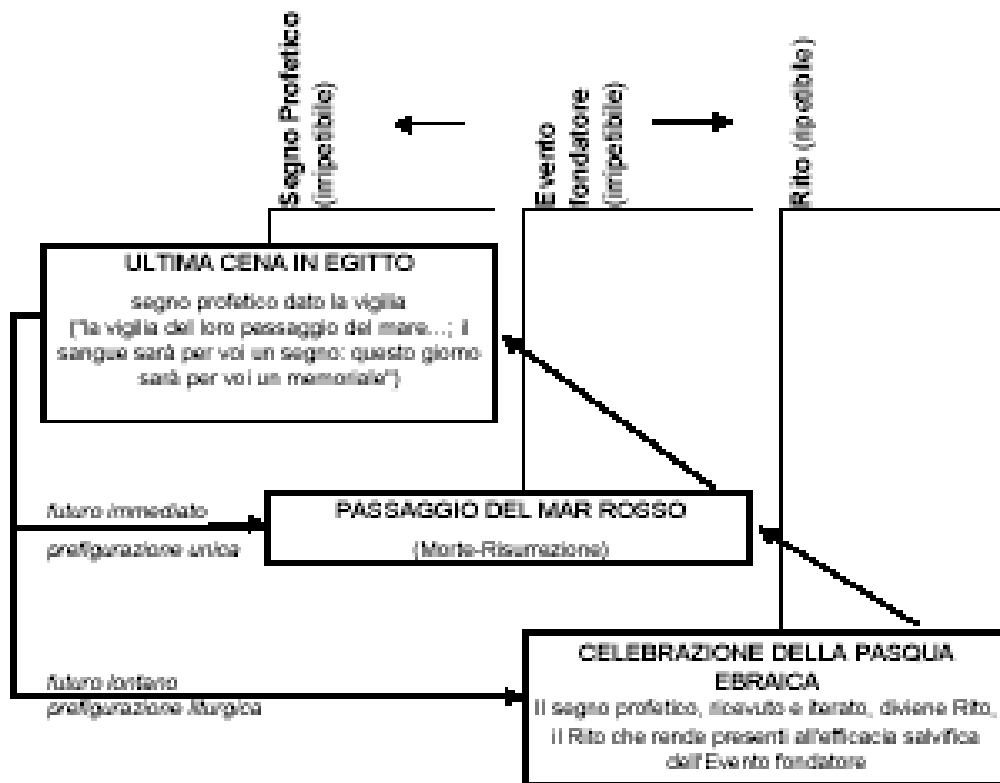 Segno Profetico
(irripetibile)
Evento
fondatore
(irripetibile)
Rito (ripetibile)
ULTIMA CENA IN EGITTO
segno profetico dato la vigilia
("la vigilia del loro passaggio del mare...; il
sangue sarà per voi un segno: questo giorno
sarà per voi un memoriale")
futuro immediato
prefigurazione unica
PASSAGGIO DEL MAR ROSSO
(Morte-Risurrezione)
futuro lontano
prefigurazione liturgica
CELEBRAZIONE DELLA PASQUA
EBRAICA
Il segno profetico, ricevuto e iterato, diviene Rito,
il Rito che rende presenti all'efficacia salvifica
dell'Evento fondatore